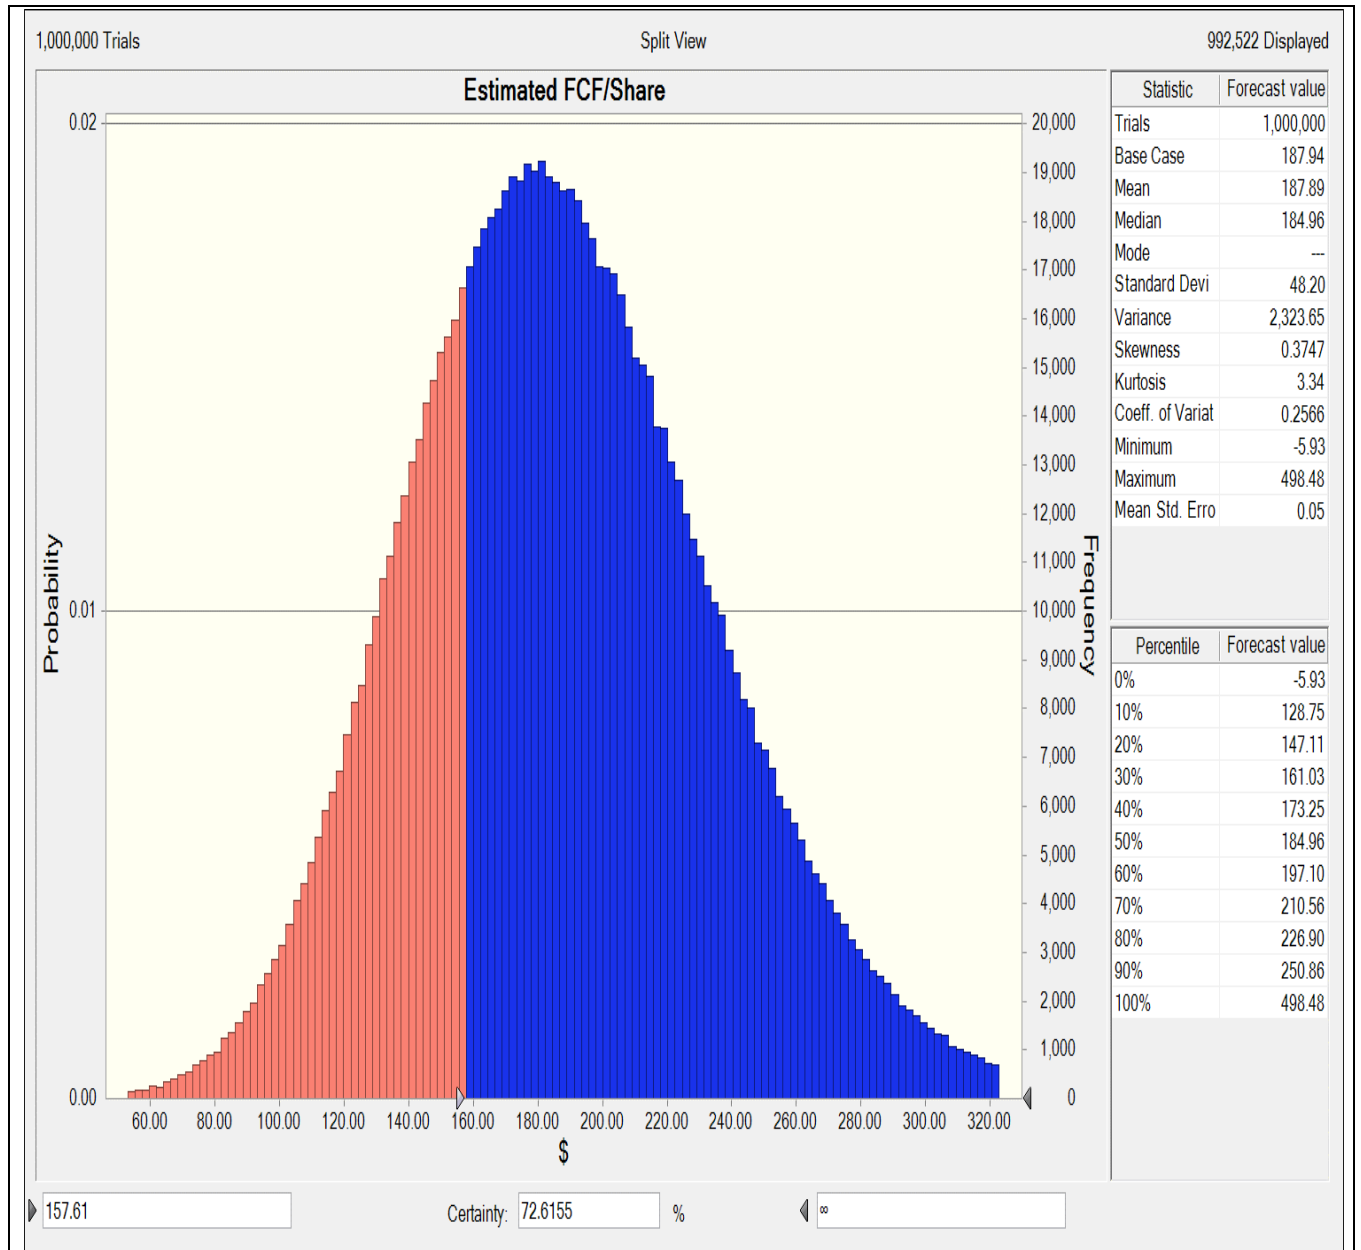 1,000,000 Trials Split View 992,522 Displayed
Estimated FCF/Share
Probability
0.02
0.01
0.00
20,000
19,000
18,000
17,000
16,000
15,000
14,000
13,000
12,000
11,000
10,000
9,000
8,000
7,000
6,000
5,000
4,000
3,000
2,000
1,000
0
Frequency
60.00 80.00 100.00 120.00 140.00 160.00 180.00 200.00 220.00 240.00 260.00 280.00 300.00 320.00
$
Statistic Forecast value
Trials 1,000,000
Base Case 187.94
Mean 187.89
Median 184.96
Mode ---
Standard Devi 48.20
Variance 2,323.65
Skewness 0.3747
Kurtosis 3.34
Coeff. of Variat 0.2566
Minimum -5.93
Maximum 498.48
Mean Std. Erro 0.05
Percentile Forecast value
0% -5.93
10% 128.75
20% 147.11
30% 161.03
40% 173.25
50% 184.96
60% 197.10
70% 210.56
80% 226.90
90% 250.86
100% 498.48
157.61 Certainty: 72.6155 % ∞